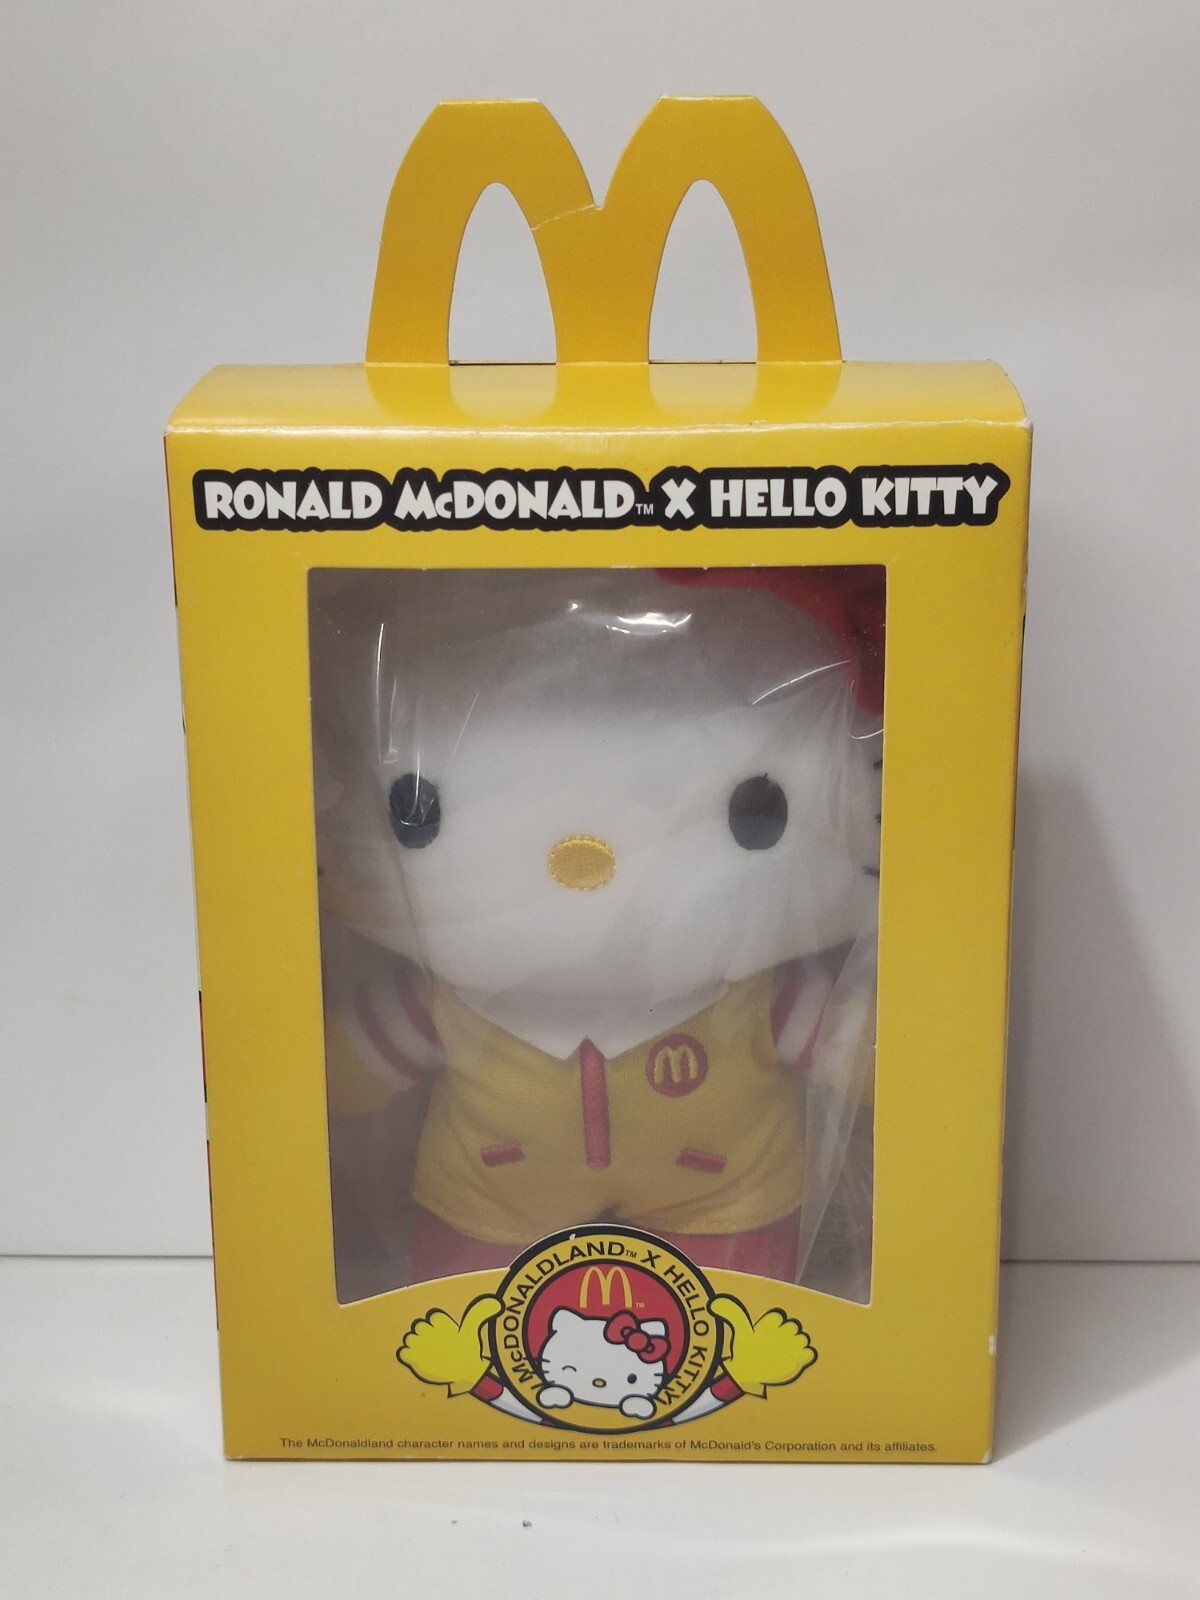 RONALD McDONALD™ X HELLO KITTY
M
McDONALDLAND™ X HELLO KITTY
M™
The McDonaldland character names and designs are trademarks of McDonald's Corporation and its affiliates.